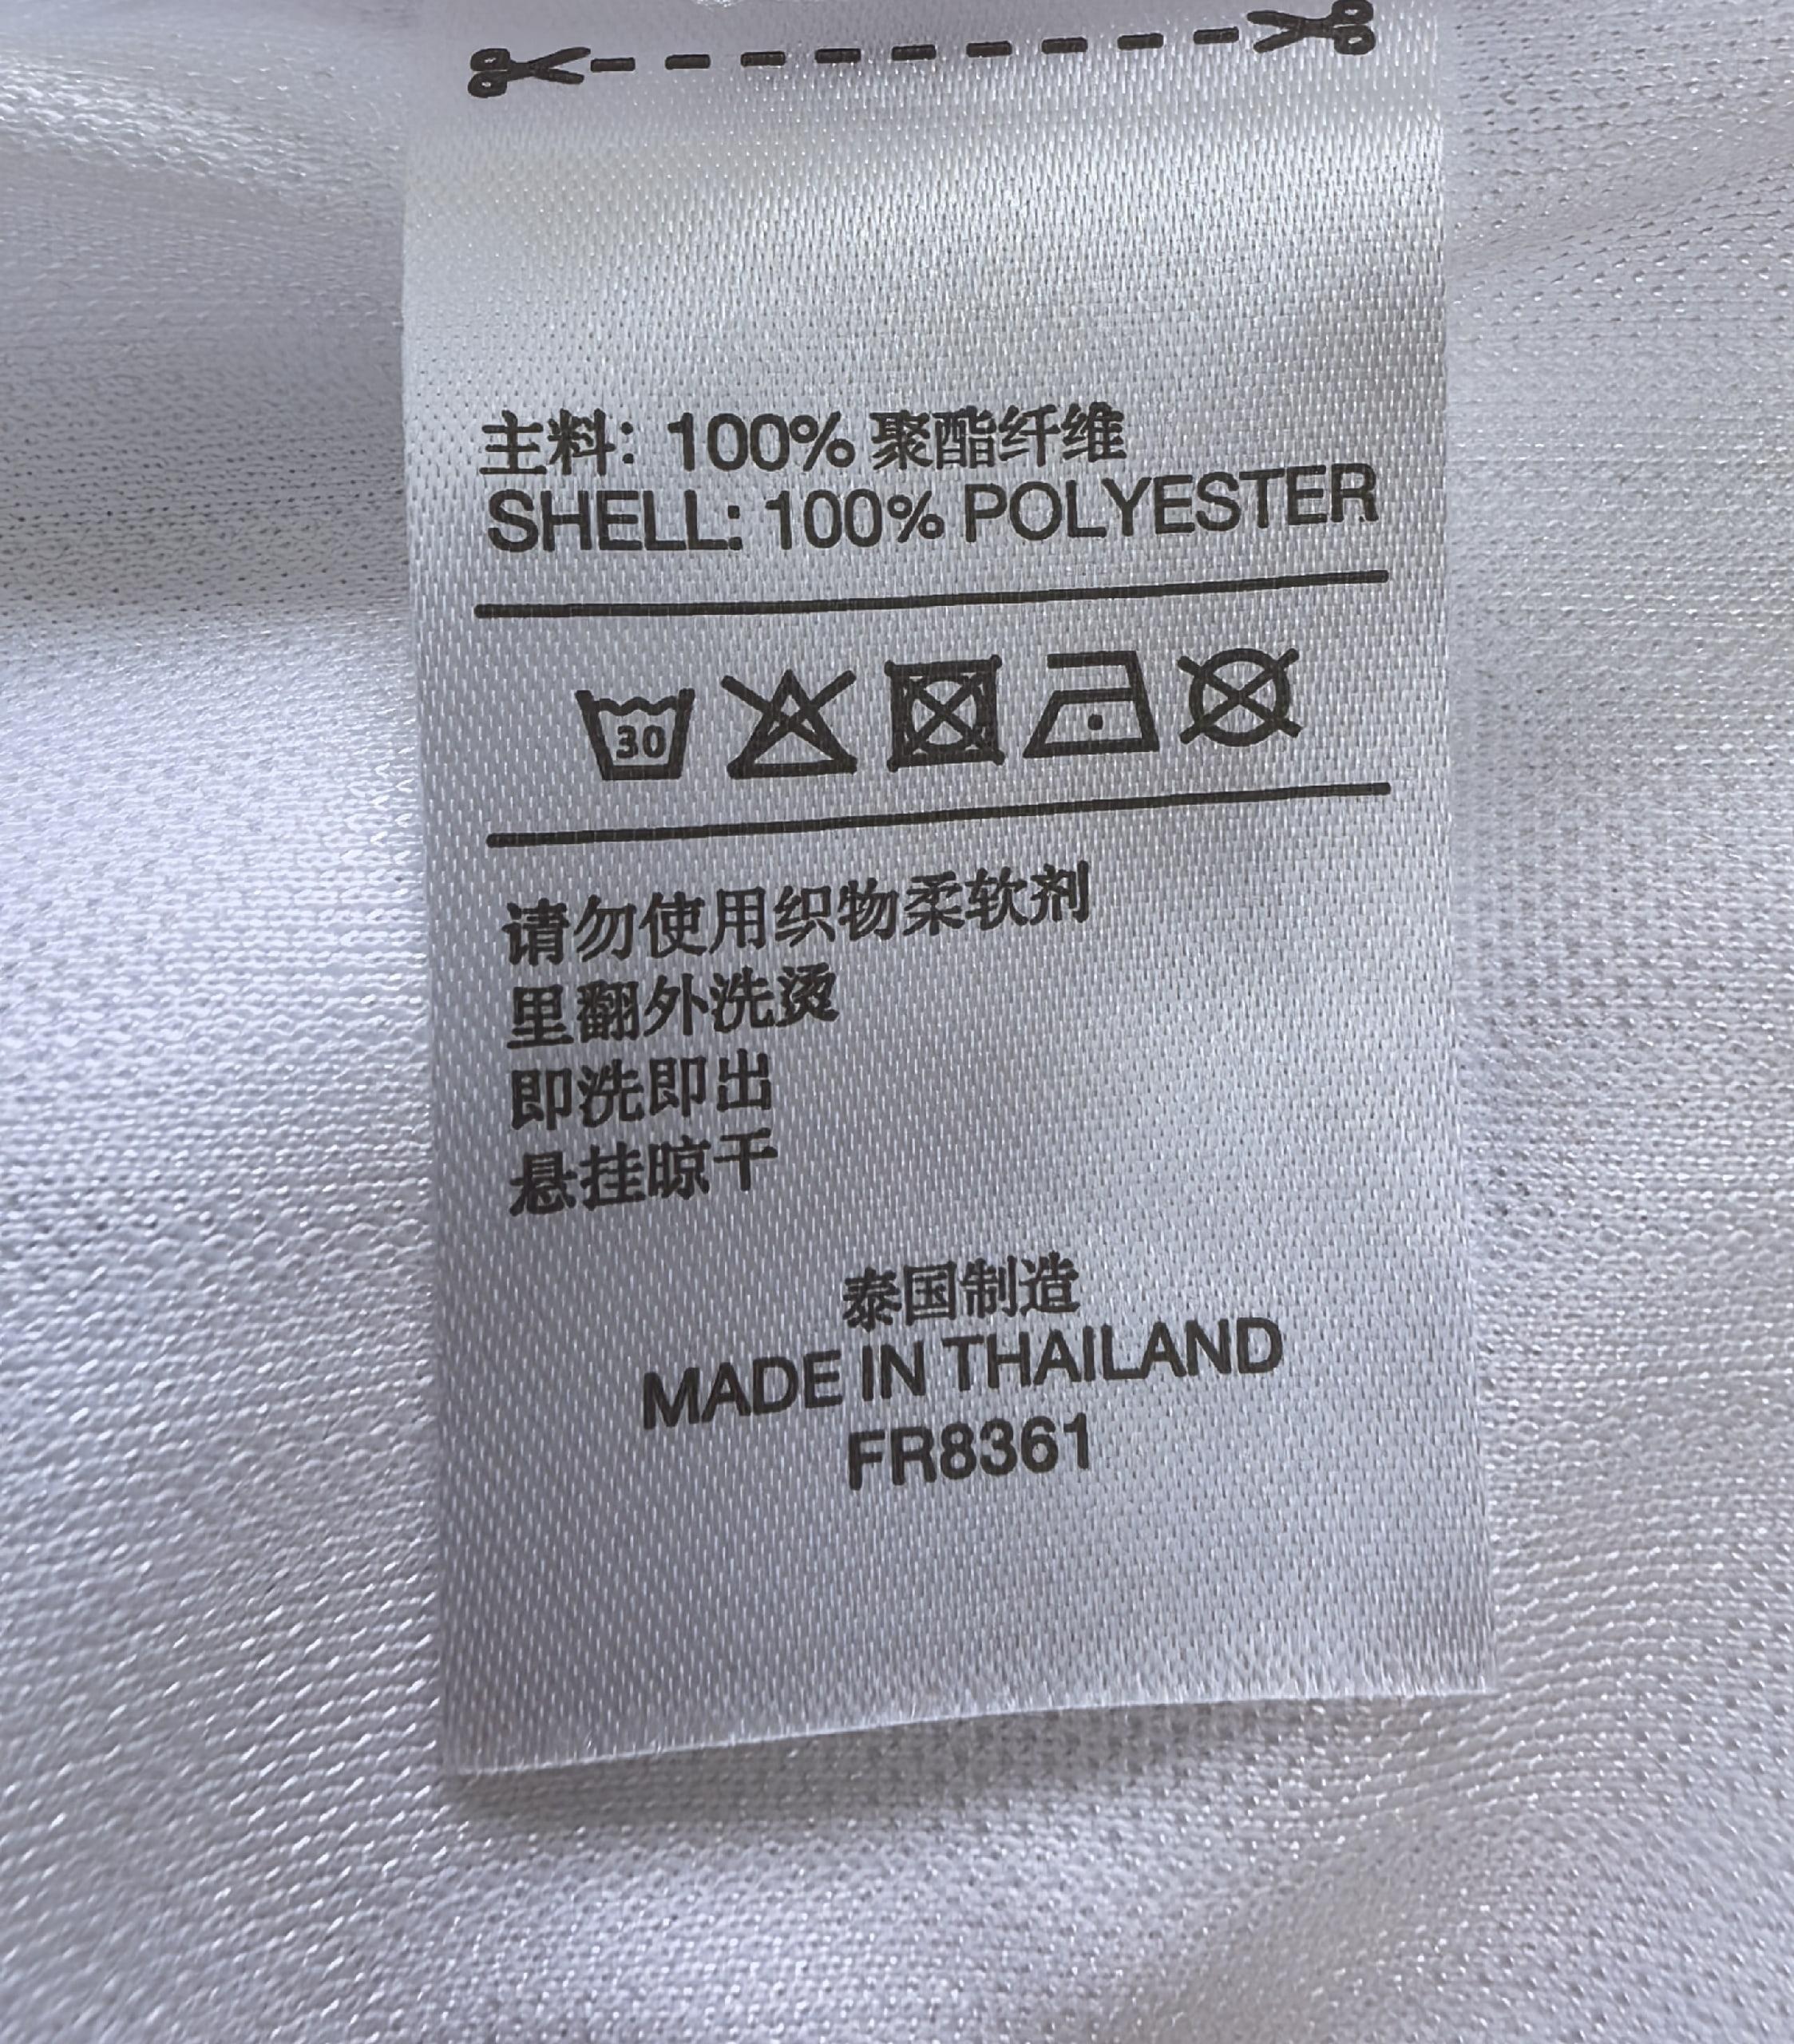 主料: 100% 聚酯纤维
SHELL: 100% POLYESTER
30
请勿使用织物柔软剂
里翻外洗烫
即洗即出
悬挂晾干
泰国制造
MADE IN THAILAND
FR8361